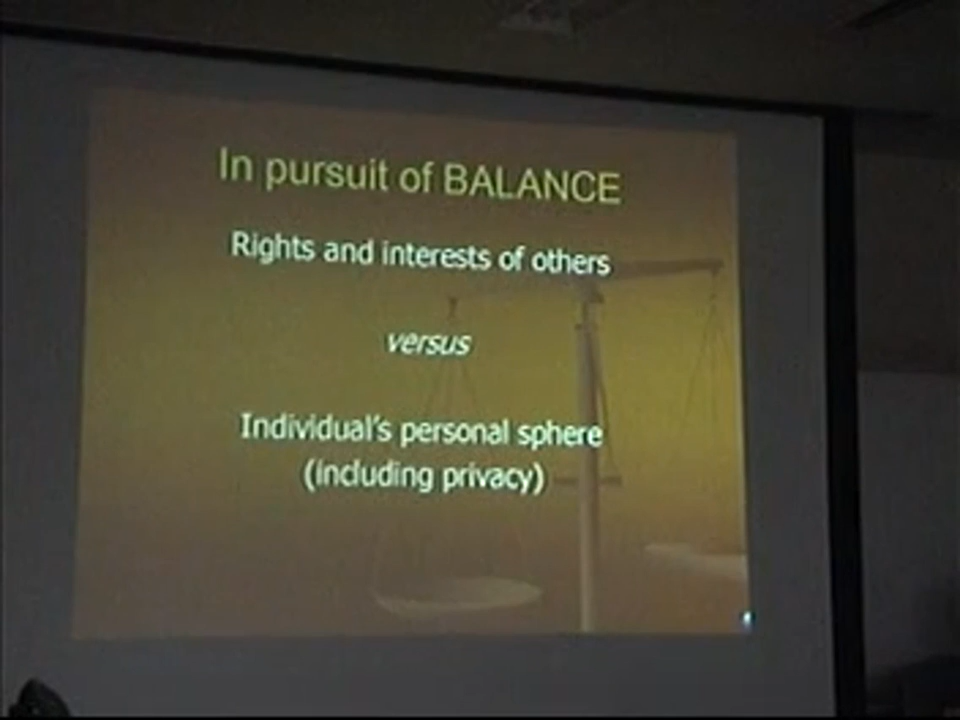 In pursuit of BALANCE
Rights and interests of others
versus
Individual's personal sphere
(including privacy)